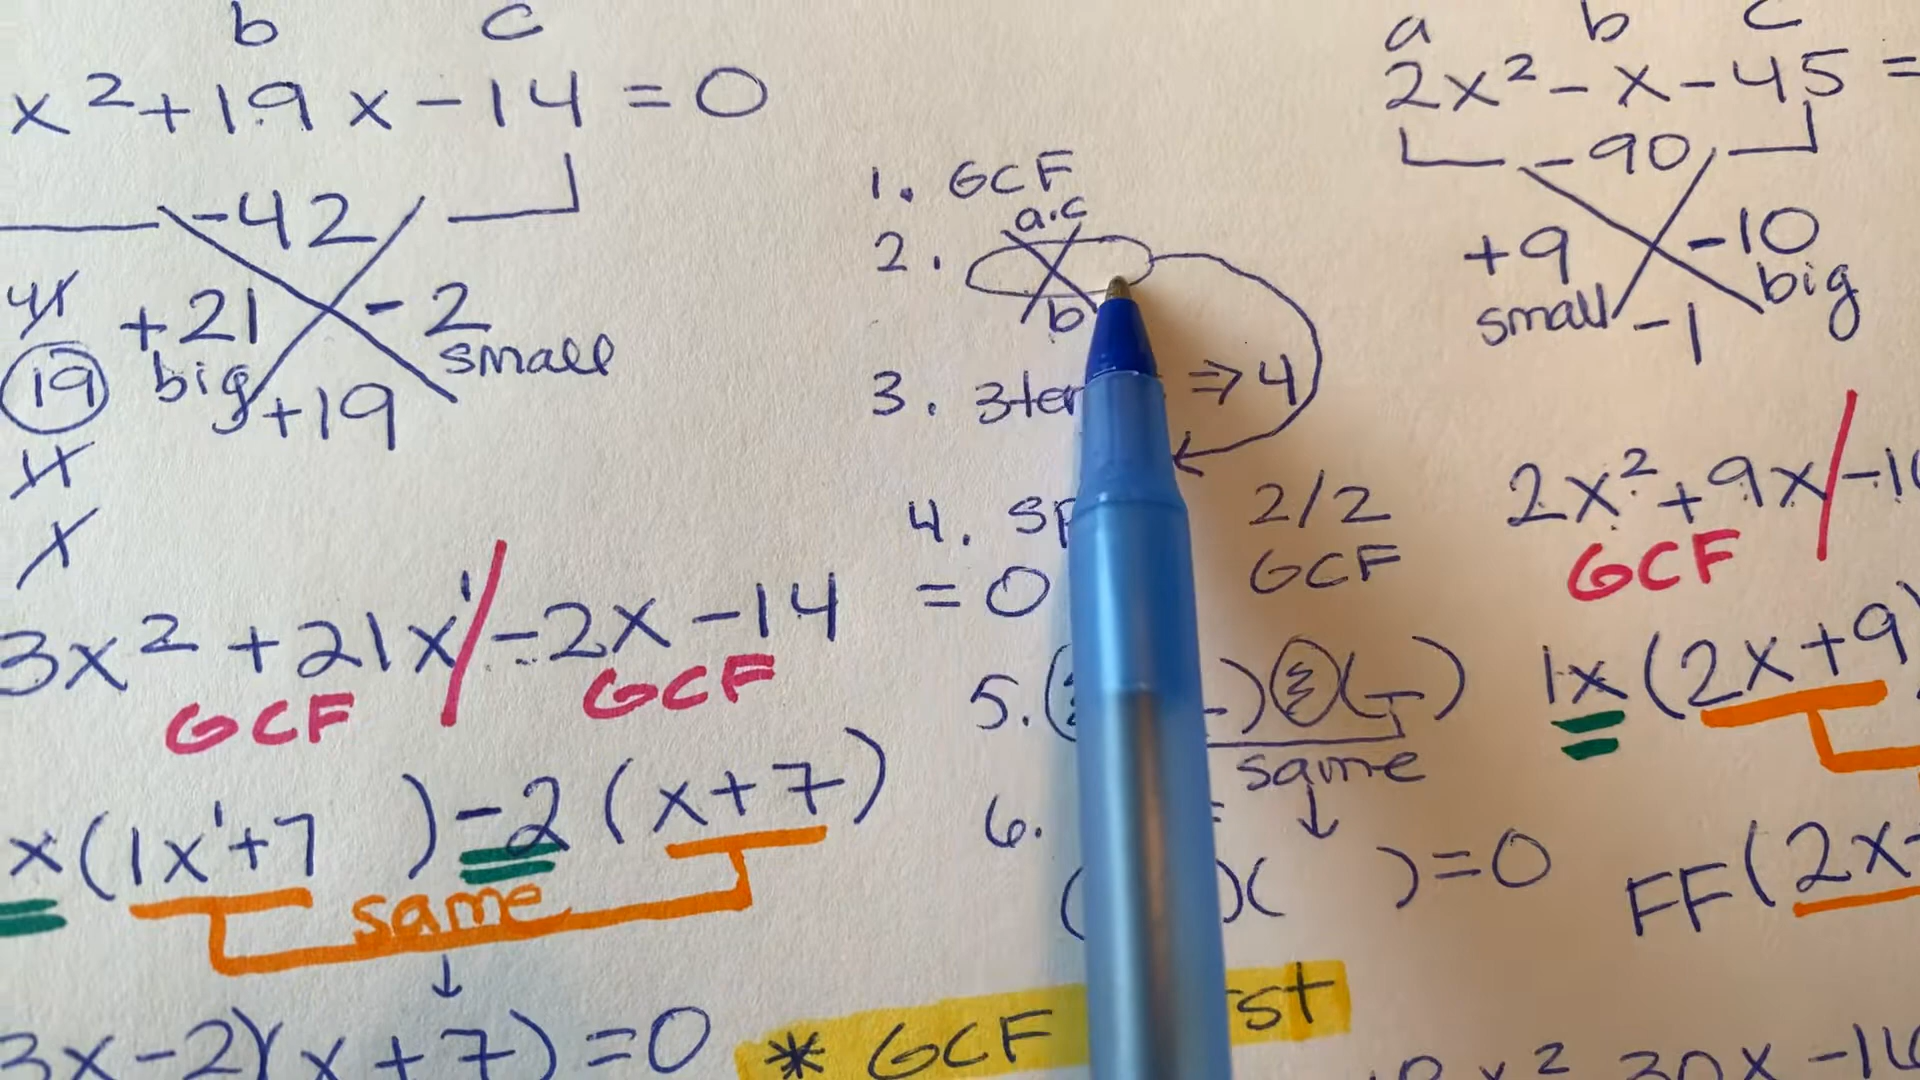 b c
x² + 19x - 14 = 0
-42
+21 -2
big small
19
+19
3x² + 21x - 2x - 14 = 0
GCF GCF
x(1x + 7) - 2(x + 7)
same
↓
3x - 2)(x + 7) = 0
1. GCF
2. a·c
b
3. ⇒ 4
4. 2/2
GCF
5. ( ) ( )
same
↓
6.
( )( ) = 0
* GCF
a b c
2x² - x - 45 =
-90
+9 -10
small big
-1
2x² + 9x
GCF
1x(2x + 9)
FF(2x